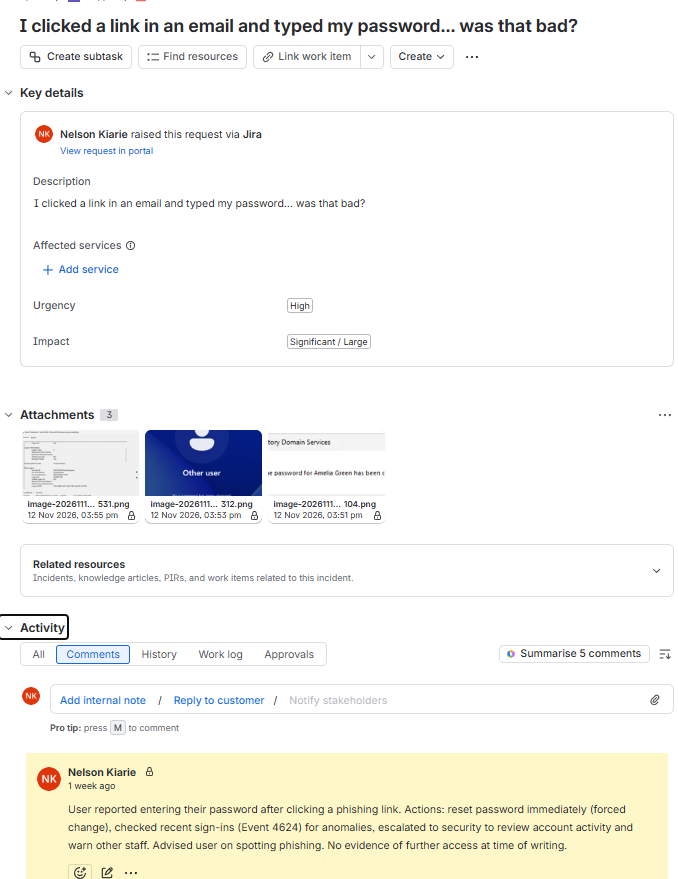 I clicked a link in an email and typed my password... was that bad?
Create subtask
Find resources
Link work item
Create
Key details
NK
Nelson Kiarie raised this request via Jira
View request in portal
Description
I clicked a link in an email and typed my password... was that bad?
Affected services
Add service
Urgency
High
Impact
Significant / Large
Attachments
3
Other user
tory Domain Services
e password for Amelia Green has been c
image-2026111... 531.png
12 Nov 2026, 03:55 pm
image-2026111... 312.png
12 Nov 2026, 03:53 pm
image-2026111... 104.png
12 Nov 2026, 03:51 pm
Related resources
Incidents, knowledge articles, PIRs, and work items related to this incident.
Activity
All
Comments
History
Work log
Approvals
Summarise 5 comments
NK
Add internal note / Reply to customer / Notify stakeholders
Pro tip: press M to comment
NK
Nelson Kiarie
1 week ago
User reported entering their password after clicking a phishing link. Actions: reset password immediately (forced
change), checked recent sign-ins (Event 4624) for anomalies, escalated to security to review account activity and
warn other staff. Advised user on spotting phishing. No evidence of further access at time of writing.